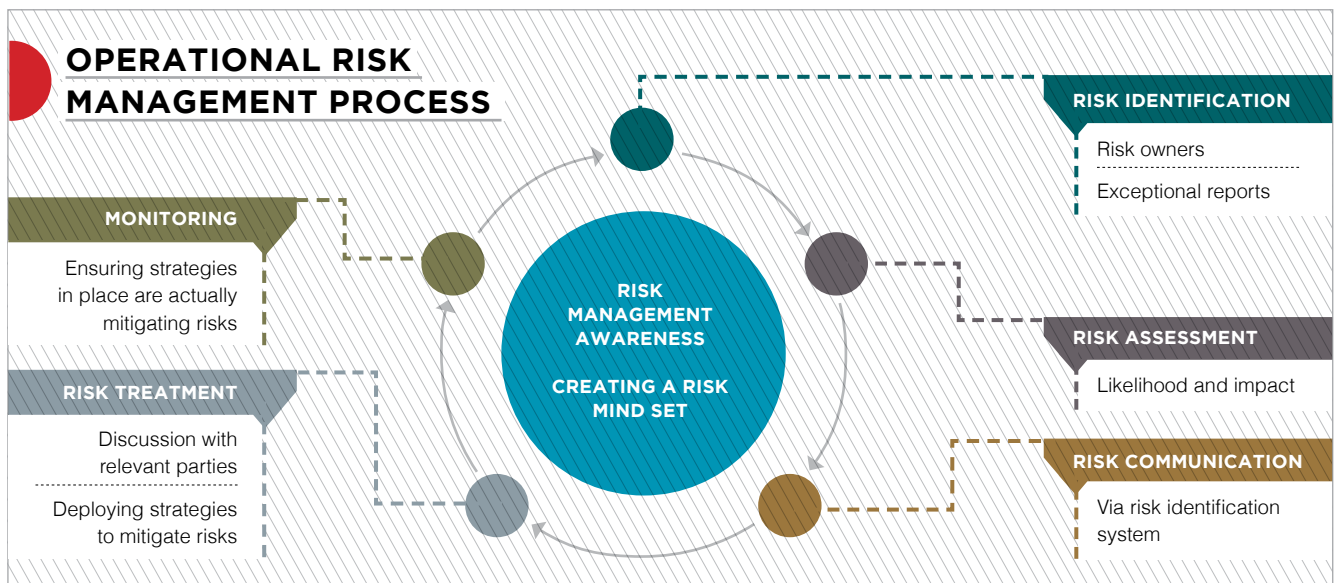 OPERATIONAL RISK
MANAGEMENT PROCESS
RISK IDENTIFICATION
Risk owners
Exceptional reports
RISK ASSESSMENT
Likelihood and impact
RISK COMMUNICATION
Via risk identification
system
RISK TREATMENT
Discussion with
relevant parties
Deploying strategies
to mitigate risks
MONITORING
Ensuring strategies
in place are actually
mitigating risks
RISK
MANAGEMENT
AWARENESS
CREATING A RISK
MIND SET